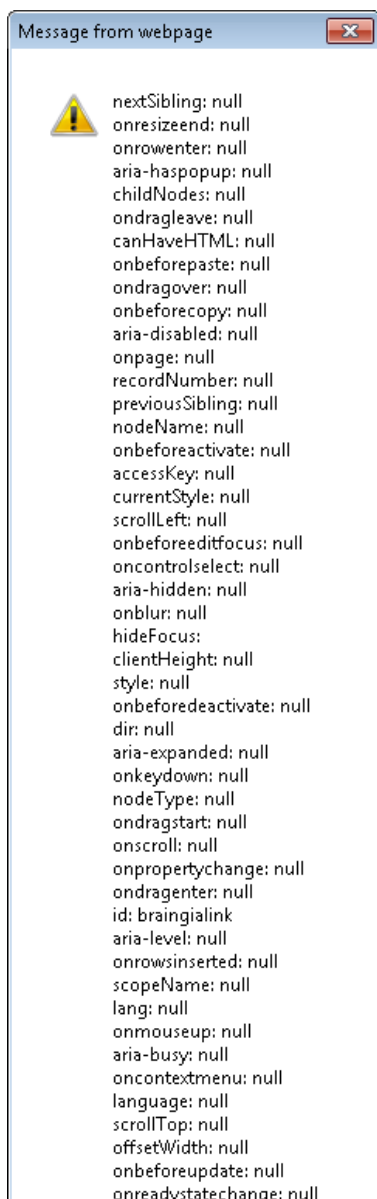 Message from webpage
nextSibling: null
onresizeend: null
onrowenter: null
aria-haspopup: null
childNodes: null
ondragleave: null
canHaveHTML: null
onbeforepaste: null
ondragover: null
onbeforecopy: null
aria-disabled: null
onpage: null
recordNumber: null
previousSibling: null
nodeName: null
onbeforeactivate: null
accessKey: null
currentStyle: null
scrollLeft: null
onbeforeeditfocus: null
oncontrolselect: null
aria-hidden: null
onblur: null
hideFocus:
clientHeight: null
style: null
onbeforedeactivate: null
dir: null
aria-expanded: null
onkeydown: null
nodeType: null
ondragstart: null
onscroll: null
onpropertychange: null
ondragenter: null
id: braingialink
aria-level: null
onrowsinserted: null
scopeName: null
lang: null
onmouseup: null
aria-busy: null
oncontextmenu: null
language: null
scrollTop: null
offsetWidth: null
onbeforeupdate: null
onreadystatechange: null